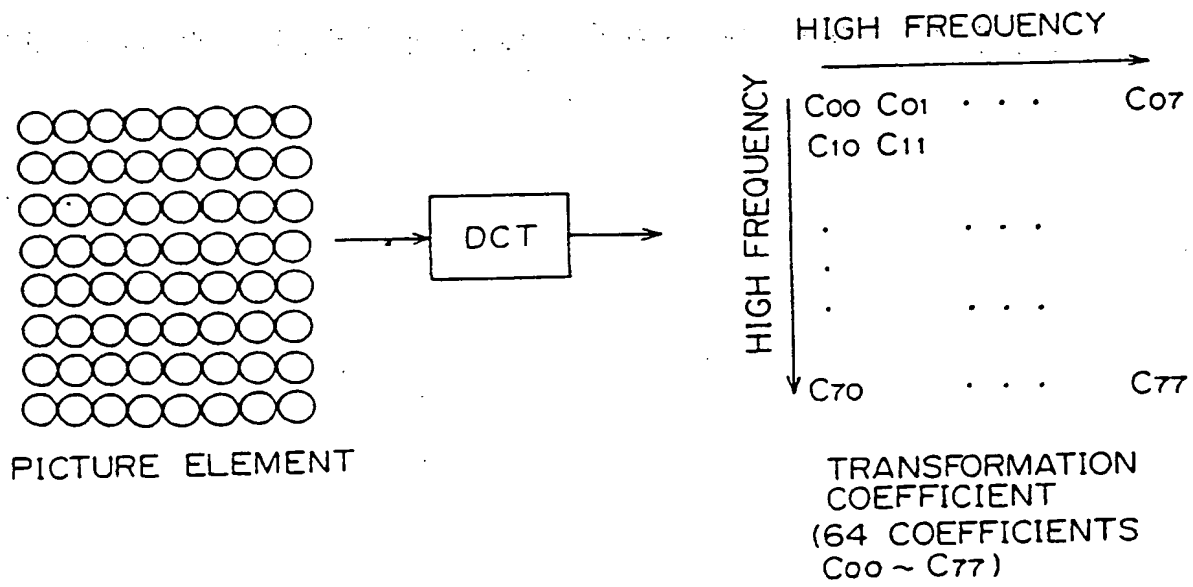 HIGH FREQUENCY
HIGH FREQUENCY
C00 C01 . . . C07
C10 C11
. . . .
.
. . . .
C70 . . . C77
DCT
PICTURE ELEMENT
TRANSFORMATION
COEFFICIENT
(64 COEFFICIENTS
C00 ~ C77)